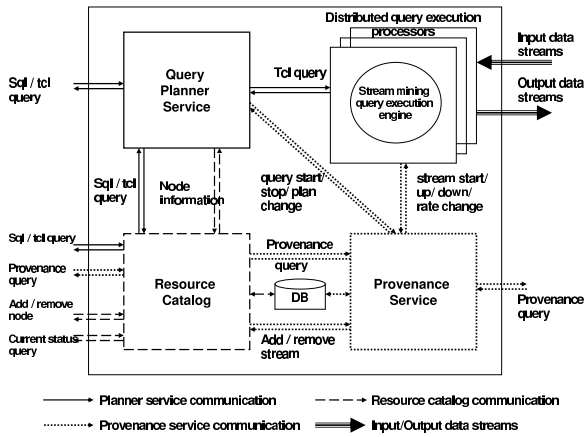 Distributed query execution
processors
Input data
streams
Output data
streams
Sql / tcl
query
Query
Planner
Service
Tcl query
Stream mining
query execution
engine
Sql / tcl
query
Node
information
query start/
stop/ plan
change
stream start/
up/ down/
rate change
Sql / tcl query
Provenance
query
Add / remove
node
Current status
query
Resource
Catalog
Provenance
query
DB
Add / remove
stream
Provenance
Service
Provenance
query
Planner service communication
Resource catalog communication
Provenance service communication
Input/Output data streams